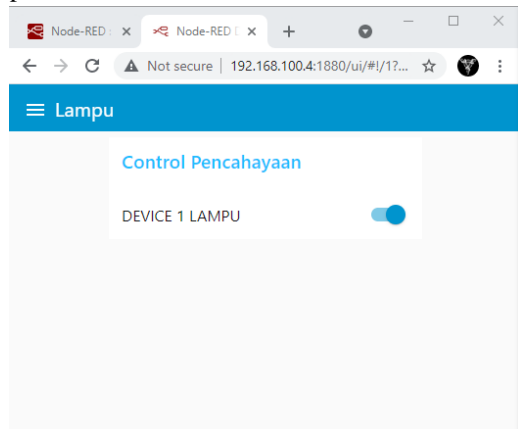 Node-RED :
Node-RED D
Not secure | 192.168.100.4:1880/ui/#!/1?...
Lampu
Control Pencahayaan
DEVICE 1 LAMPU